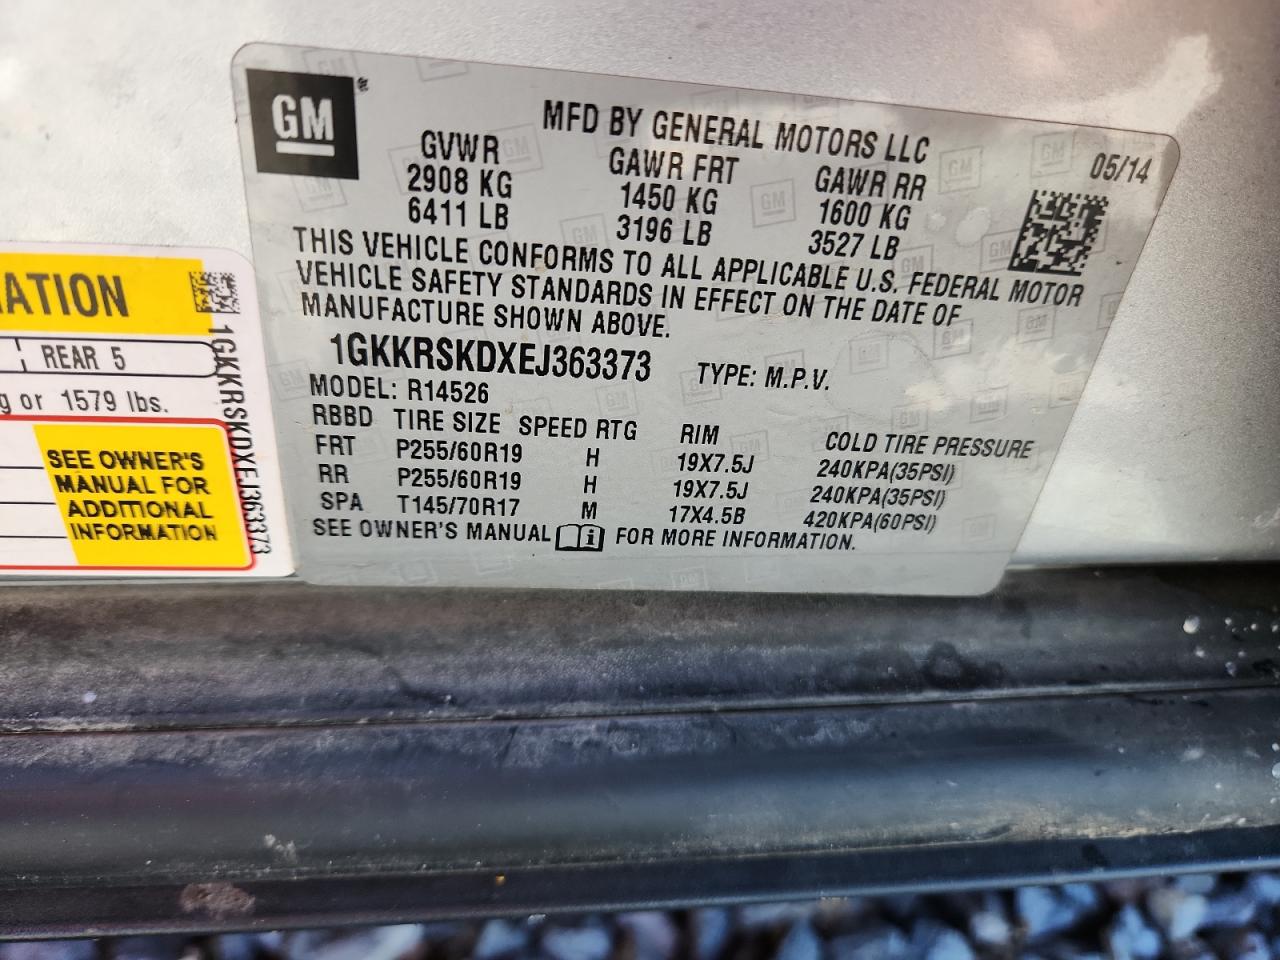 GM
MFD BY GENERAL MOTORS LLC
05/14
GVWR GAWR FRT GAWR RR
2908 KG 1450 KG 1600 KG
6411 LB 3196 LB 3527 LB
THIS VEHICLE CONFORMS TO ALL APPLICABLE U.S. FEDERAL MOTOR
VEHICLE SAFETY STANDARDS IN EFFECT ON THE DATE OF
MANUFACTURE SHOWN ABOVE.
1GKKRSKDXEJ363373 TYPE: M.P.V.
MODEL: R14526
RBBD TIRE SIZE SPEED RTG RIM COLD TIRE PRESSURE
FRT P255/60R19 H 19X7.5J 240KPA(35PSI)
RR P255/60R19 H 19X7.5J 240KPA(35PSI)
SPA T145/70R17 M 17X4.5B 420KPA(60PSI)
SEE OWNER'S MANUAL i FOR MORE INFORMATION.
ATION
REAR 5
g or 1579 lbs.
SEE OWNER'S
MANUAL FOR
ADDITIONAL
INFORMATION
1GKKRSKDXEJ363373